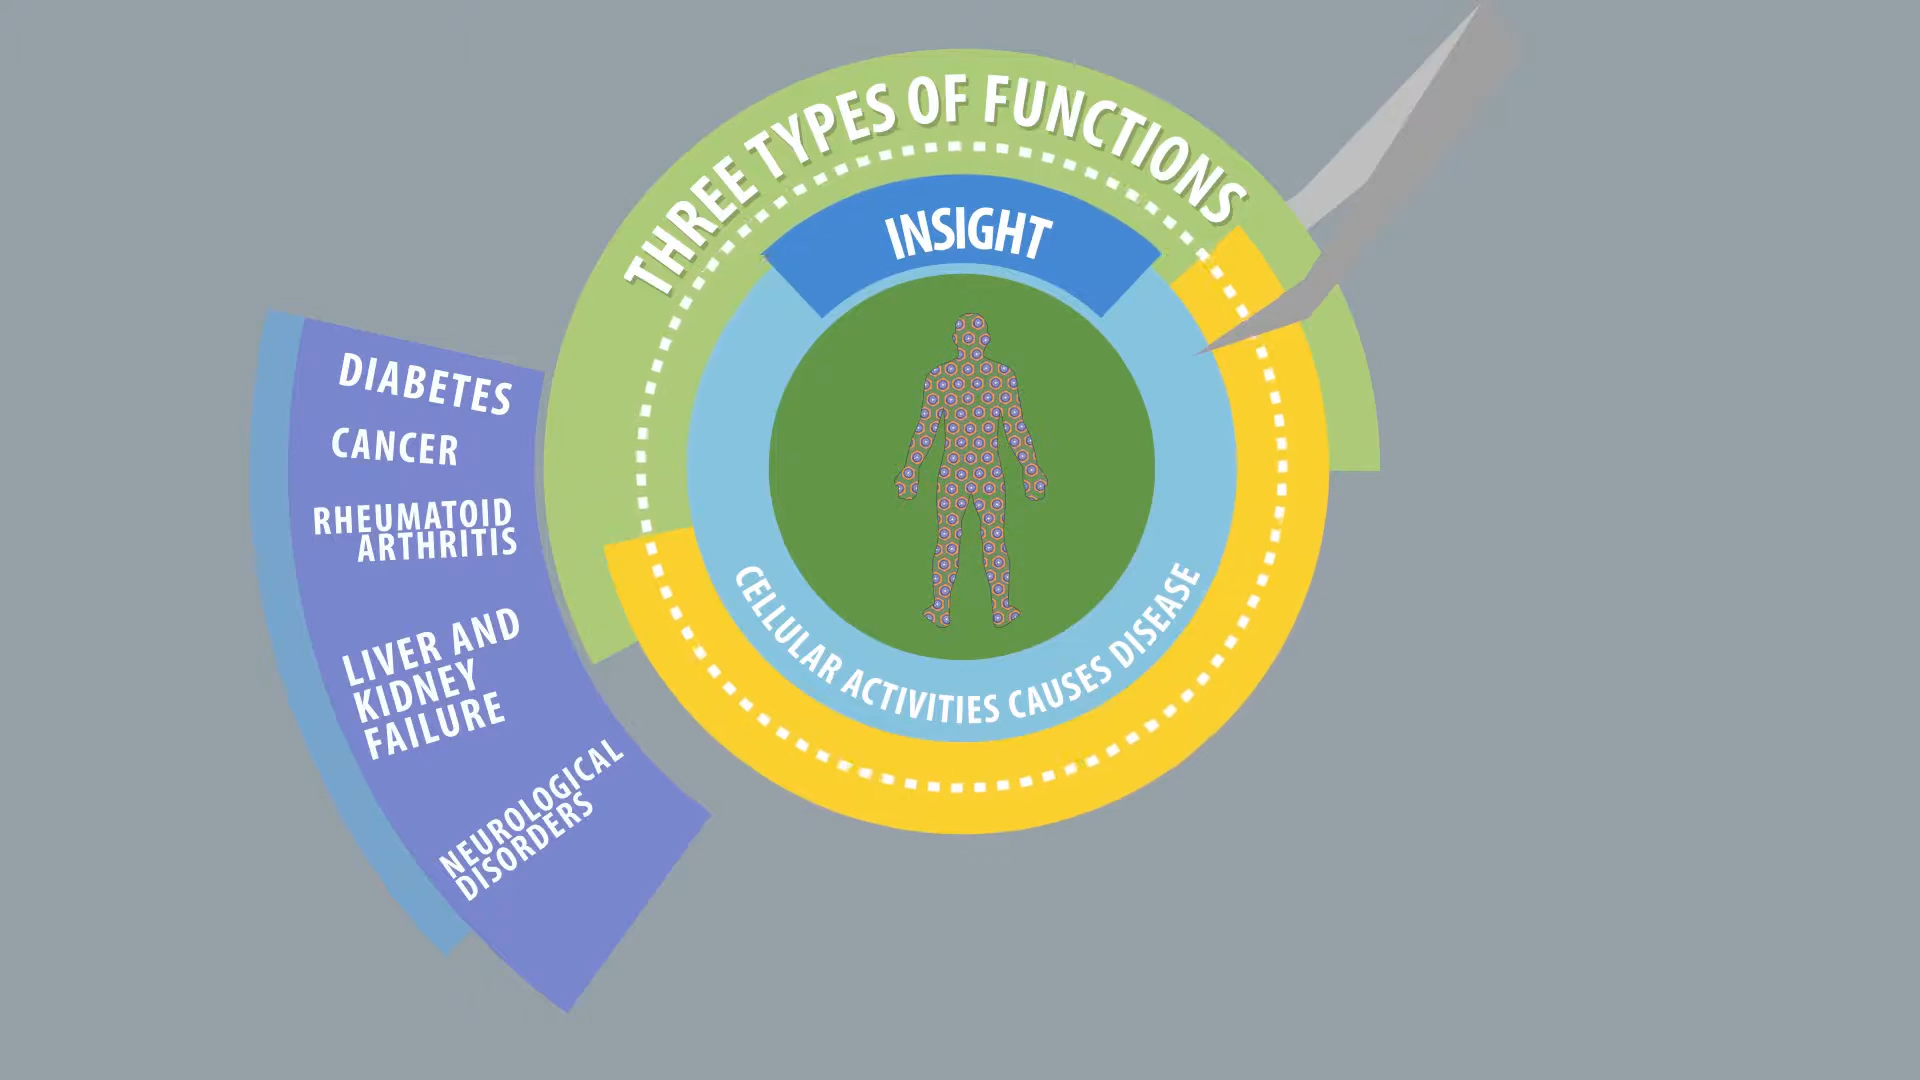 THREE TYPES OF FUNCTIONS
INSIGHT
CELLULAR ACTIVITIES CAUSES DISEASE
DIABETES
CANCER
RHEUMATOID
ARTHRITIS
LIVER AND
KIDNEY
FAILURE
NEUROLOGICAL
DISORDERS